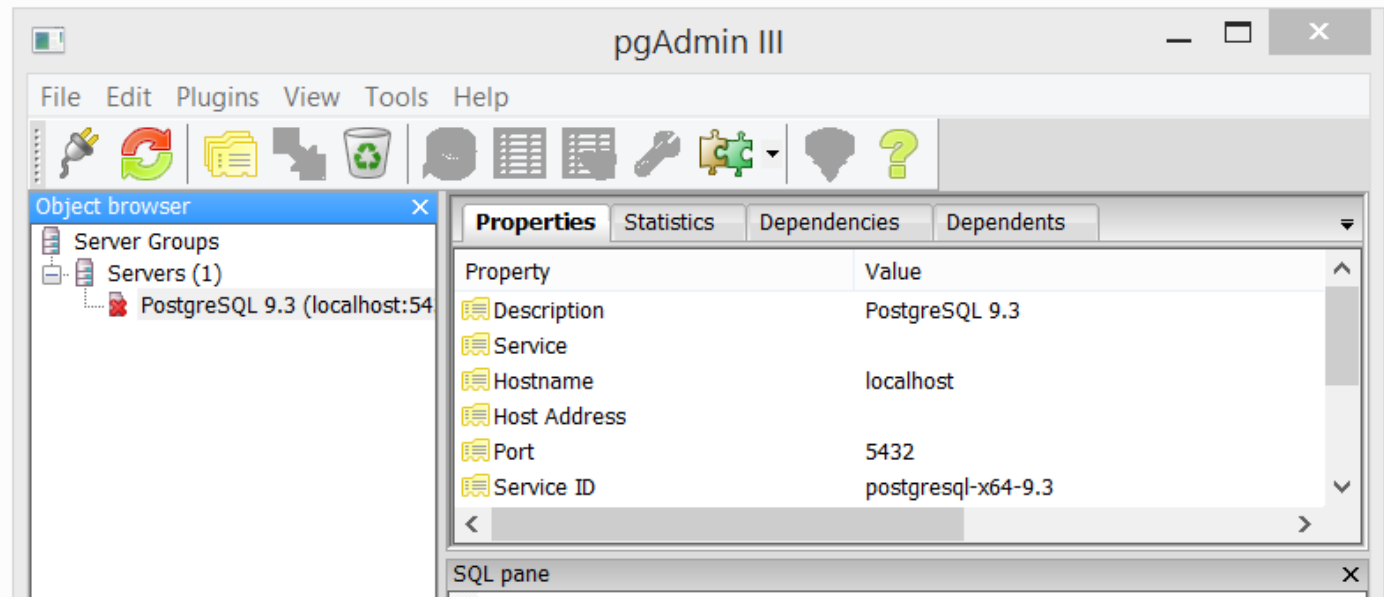 pgAdmin III
File Edit Plugins View Tools Help
Object browser
Server Groups
Servers (1)
PostgreSQL 9.3 (localhost:54
Properties Statistics Dependencies Dependents
Property Value
Description PostgreSQL 9.3
Service
Hostname localhost
Host Address
Port 5432
Service ID postgresql-x64-9.3
SQL pane